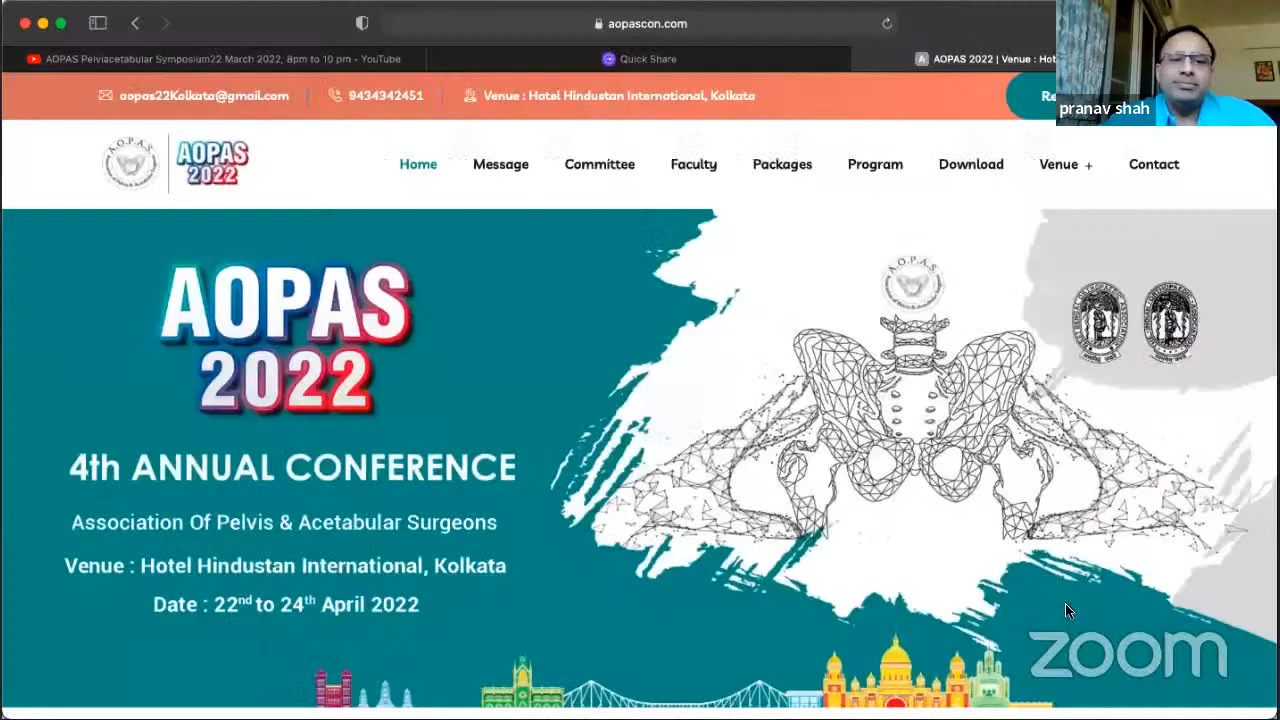 aopascon.com
AOPAS Pelviacetabular Symposium22 March 2022, 8pm to 10 pm - YouTube
Quick Share
A AOPAS 2022 | Venue : Hot
pranav shah
aopas22Kolkata@gmail.com
9434342451
Venue : Hotel Hindustan International, Kolkata
Re
A.O.P.A.S.
AOPAS
2022
Home
Message
Committee
Faculty
Packages
Program
Download
Venue +
Contact
AOPAS
2022
4th ANNUAL CONFERENCE
Association Of Pelvis & Acetabular Surgeons
Venue : Hotel Hindustan International, Kolkata
Date : 22nd to 24th April 2022
A.O.P.A.S.
zoom